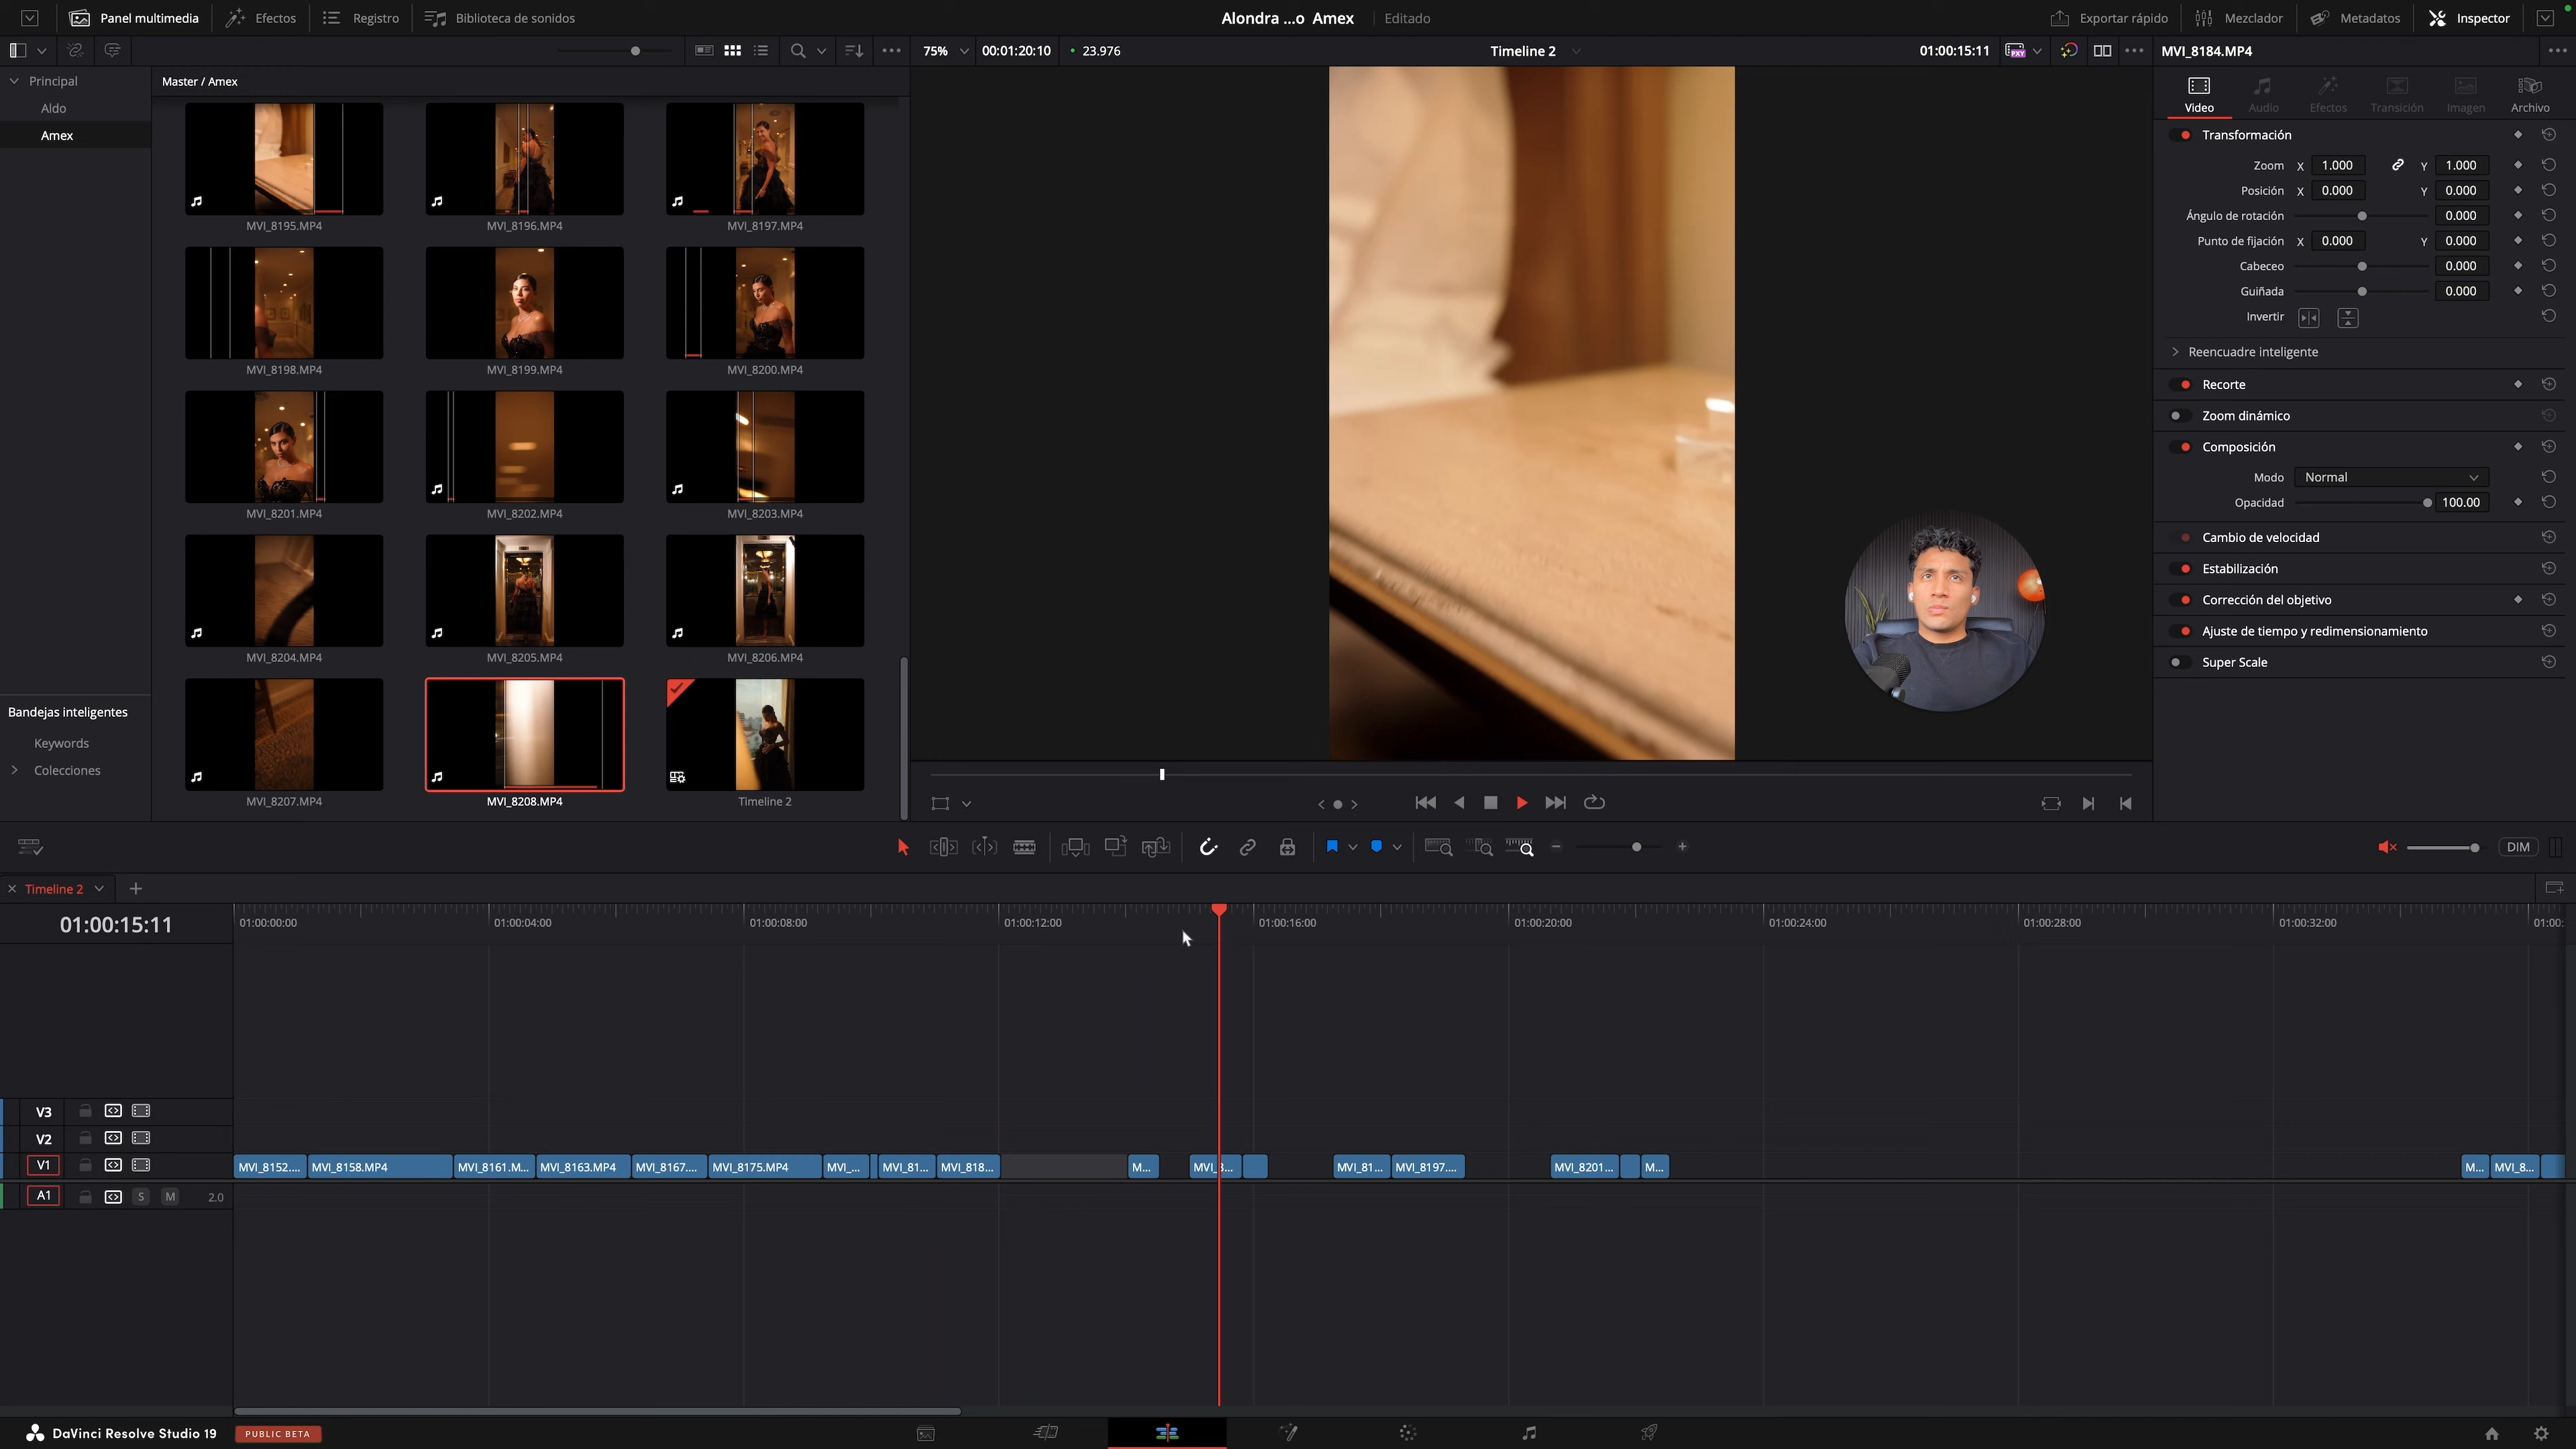 Panel multimedia
Efectos
Registro
Biblioteca de sonidos
Alondra ...o Amex
Editado
Exportar rápido
Mezclador
Metadatos
Inspector
75%
00:01:20:10
23.976
Timeline 2
01:00:15:11
PXY
MVI_8184.MP4
Principal
Aldo
Amex
Master / Amex
Video
Audio
Efectos
Transición
Imagen
Archivo
MVI_8195.MP4
MVI_8196.MP4
MVI_8197.MP4
MVI_8198.MP4
MVI_8199.MP4
MVI_8200.MP4
MVI_8201.MP4
MVI_8202.MP4
MVI_8203.MP4
MVI_8204.MP4
MVI_8205.MP4
MVI_8206.MP4
MVI_8207.MP4
MVI_8208.MP4
Timeline 2
Bandejas inteligentes
Keywords
Colecciones
Transformación
Zoom X 1.000 Y 1.000
Posición X 0.000 Y 0.000
Ángulo de rotación 0.000
Punto de fijación X 0.000 Y 0.000
Cabeceo 0.000
Guiñada 0.000
Invertir
Reencuadre inteligente
Recorte
Zoom dinámico
Composición
Modo Normal
Opacidad 100.00
Cambio de velocidad
Estabilización
Corrección del objetivo
Ajuste de tiempo y redimensionamiento
Super Scale
DIM
Timeline 2
01:00:15:11
01:00:00:00
01:00:04:00
01:00:08:00
01:00:12:00
01:00:16:00
01:00:20:00
01:00:24:00
01:00:28:00
01:00:32:00
01:00:
V3
V2
V1
MVI_8152....
MVI_8158.MP4
MVI_8161.M...
MVI_8163.MP4
MVI_8167....
MVI_8175.MP4
MVI_...
MVI_81...
MVI_818...
M...
MVI_8...
MVI_81...
MVI_8197....
MVI_8201...
M...
M...
MVI_8...
A1
S
M
2.0
DaVinci Resolve Studio 19
PUBLIC BETA